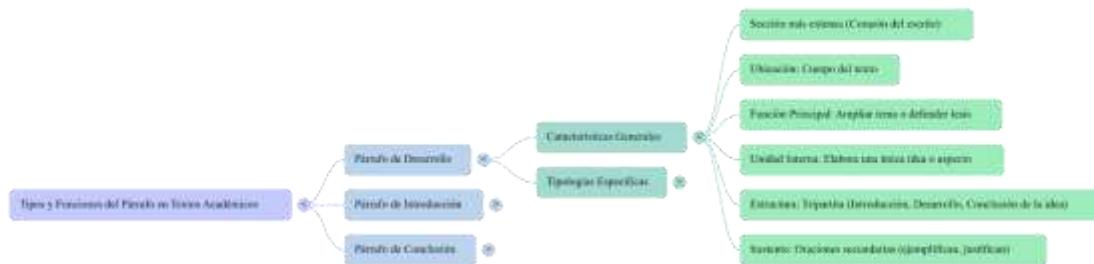 Sección más extensa (Corazón del escrito)
Ubicación: Cuerpo del texto
Función Principal: Ampliar tema o defender tesis
Características Generales
Unidad Interna: Elabora una única idea o aspecto
Párrafo de Desarrollo
Tipologías Específicas
Tipos y Funciones del Párrafo en Textos Académicos
Párrafo de Introducción
Estructura: Tripartita (Introducción, Desarrollo, Conclusión de la idea)
Párrafo de Conclusión
Sustento: Oraciones secundarias (ejemplifican, justifican)